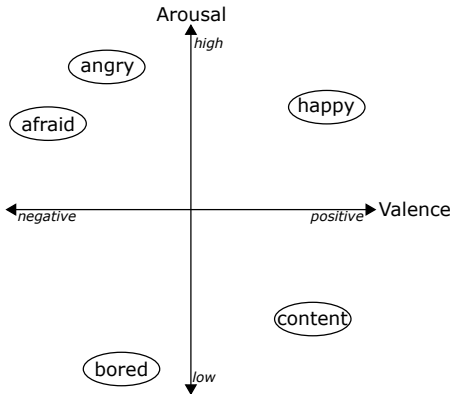 Arousal
high
angry
happy
afraid
negative
positive
Valence
content
bored
low